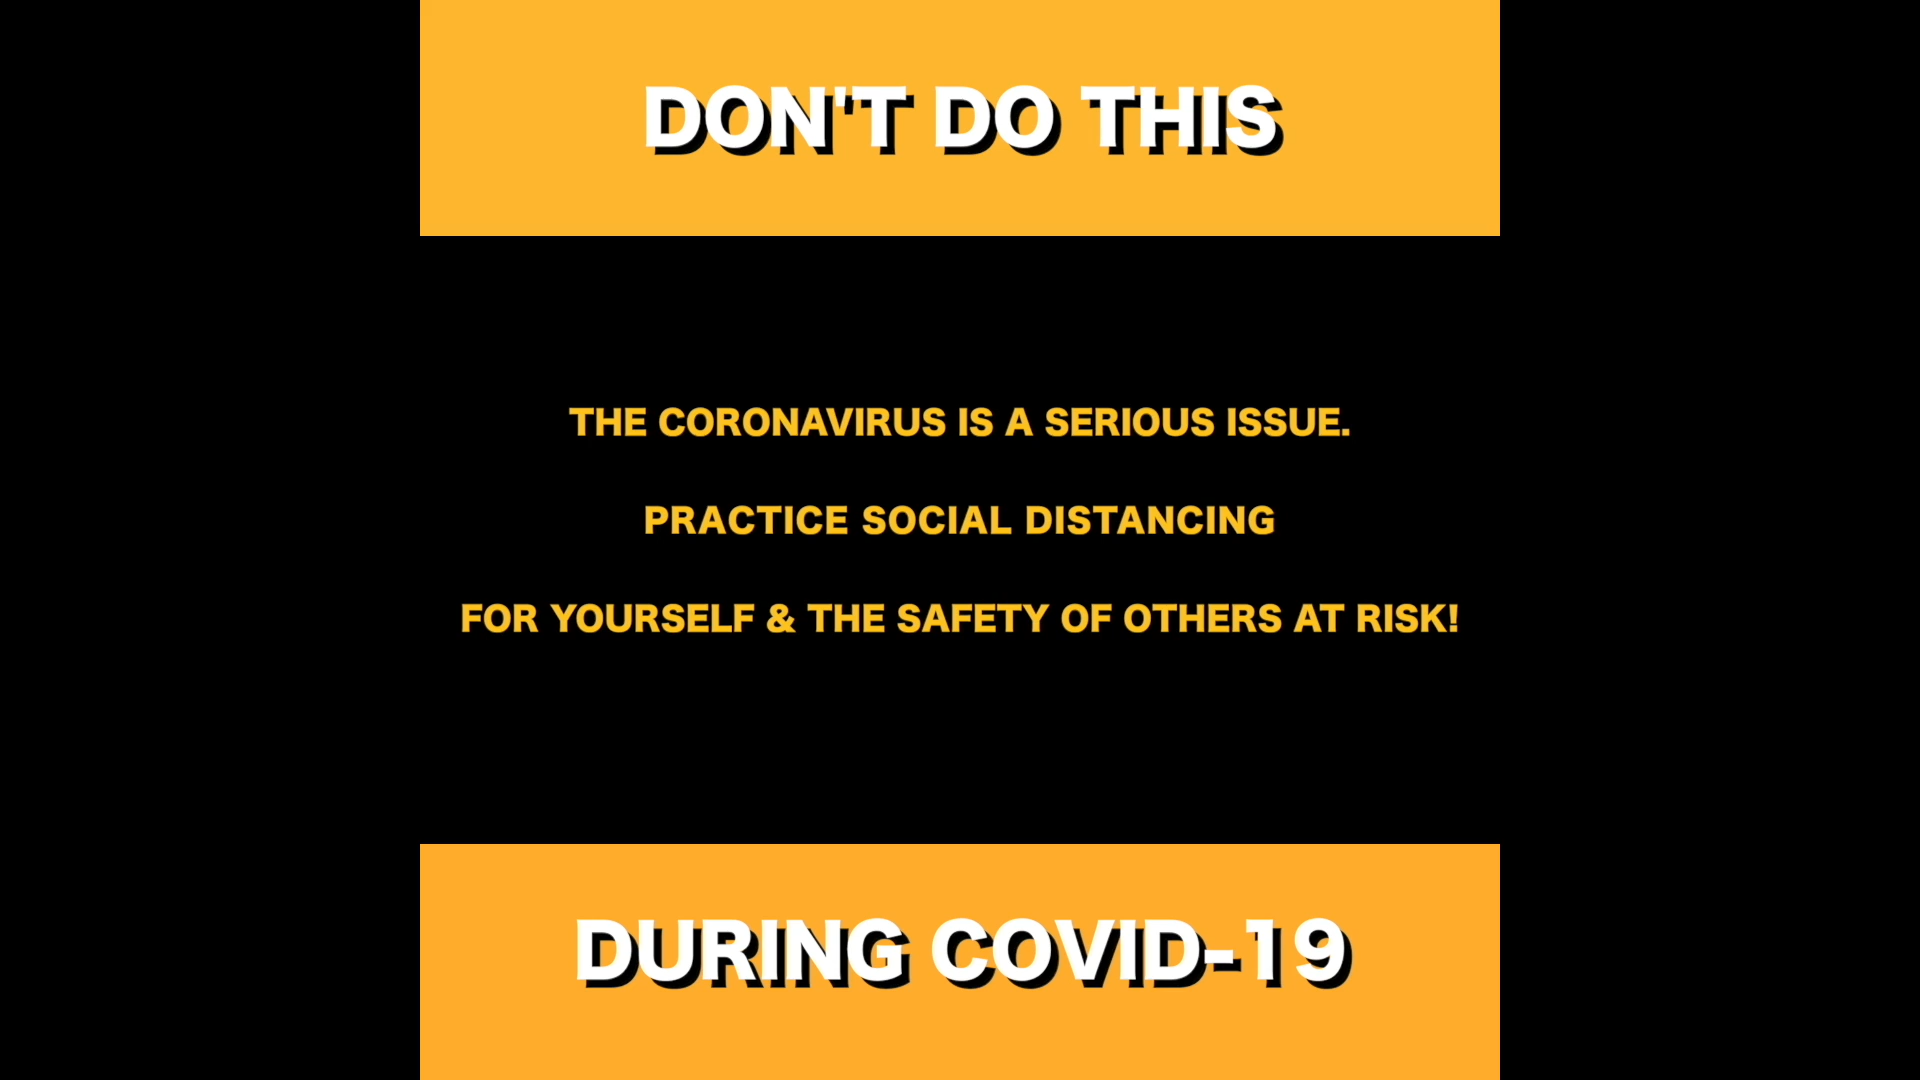 DON'T DO THIS
THE CORONAVIRUS IS A SERIOUS ISSUE.
PRACTICE SOCIAL DISTANCING
FOR YOURSELF & THE SAFETY OF OTHERS AT RISK!
DURING COVID-19